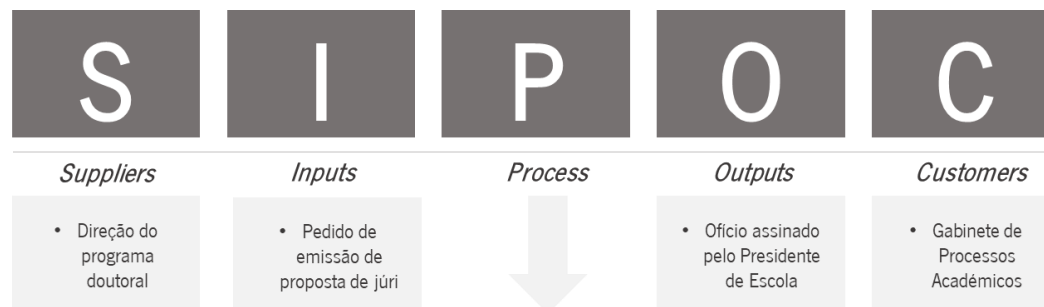 S I P O C
Suppliers Inputs Process Outputs Customers
• Direção do
programa
doutoral
• Pedido de
emissão de
proposta de júri
• Ofício assinado
pelo Presidente
de Escola
• Gabinete de
Processos
Académicos